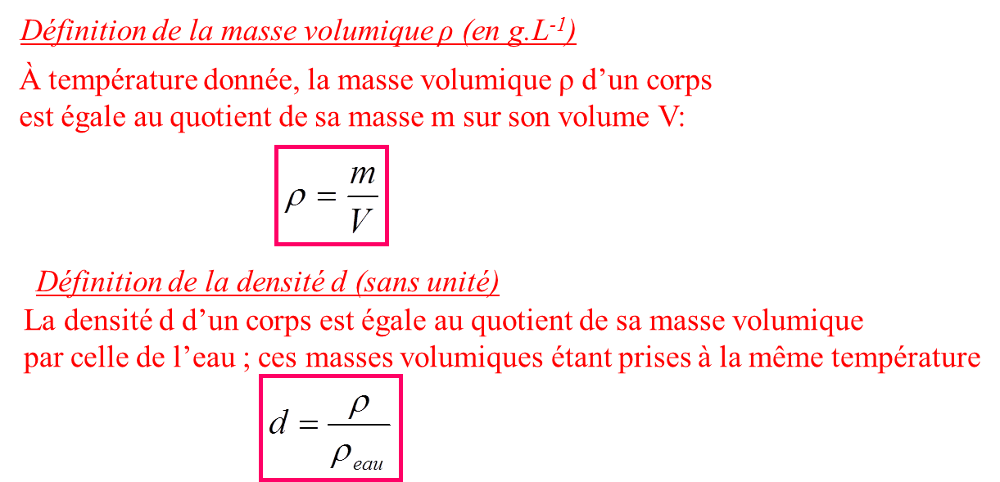 Définition de la masse volumique ρ (en g.L⁻¹)
À température donnée, la masse volumique ρ d’un corps
est égale au quotient de sa masse m sur son volume V:
ρ = m/V
Définition de la densité d (sans unité)
La densité d d’un corps est égale au quotient de sa masse volumique
par celle de l’eau ; ces masses volumiques étant prises à la même température
d = ρ/ρ_eau